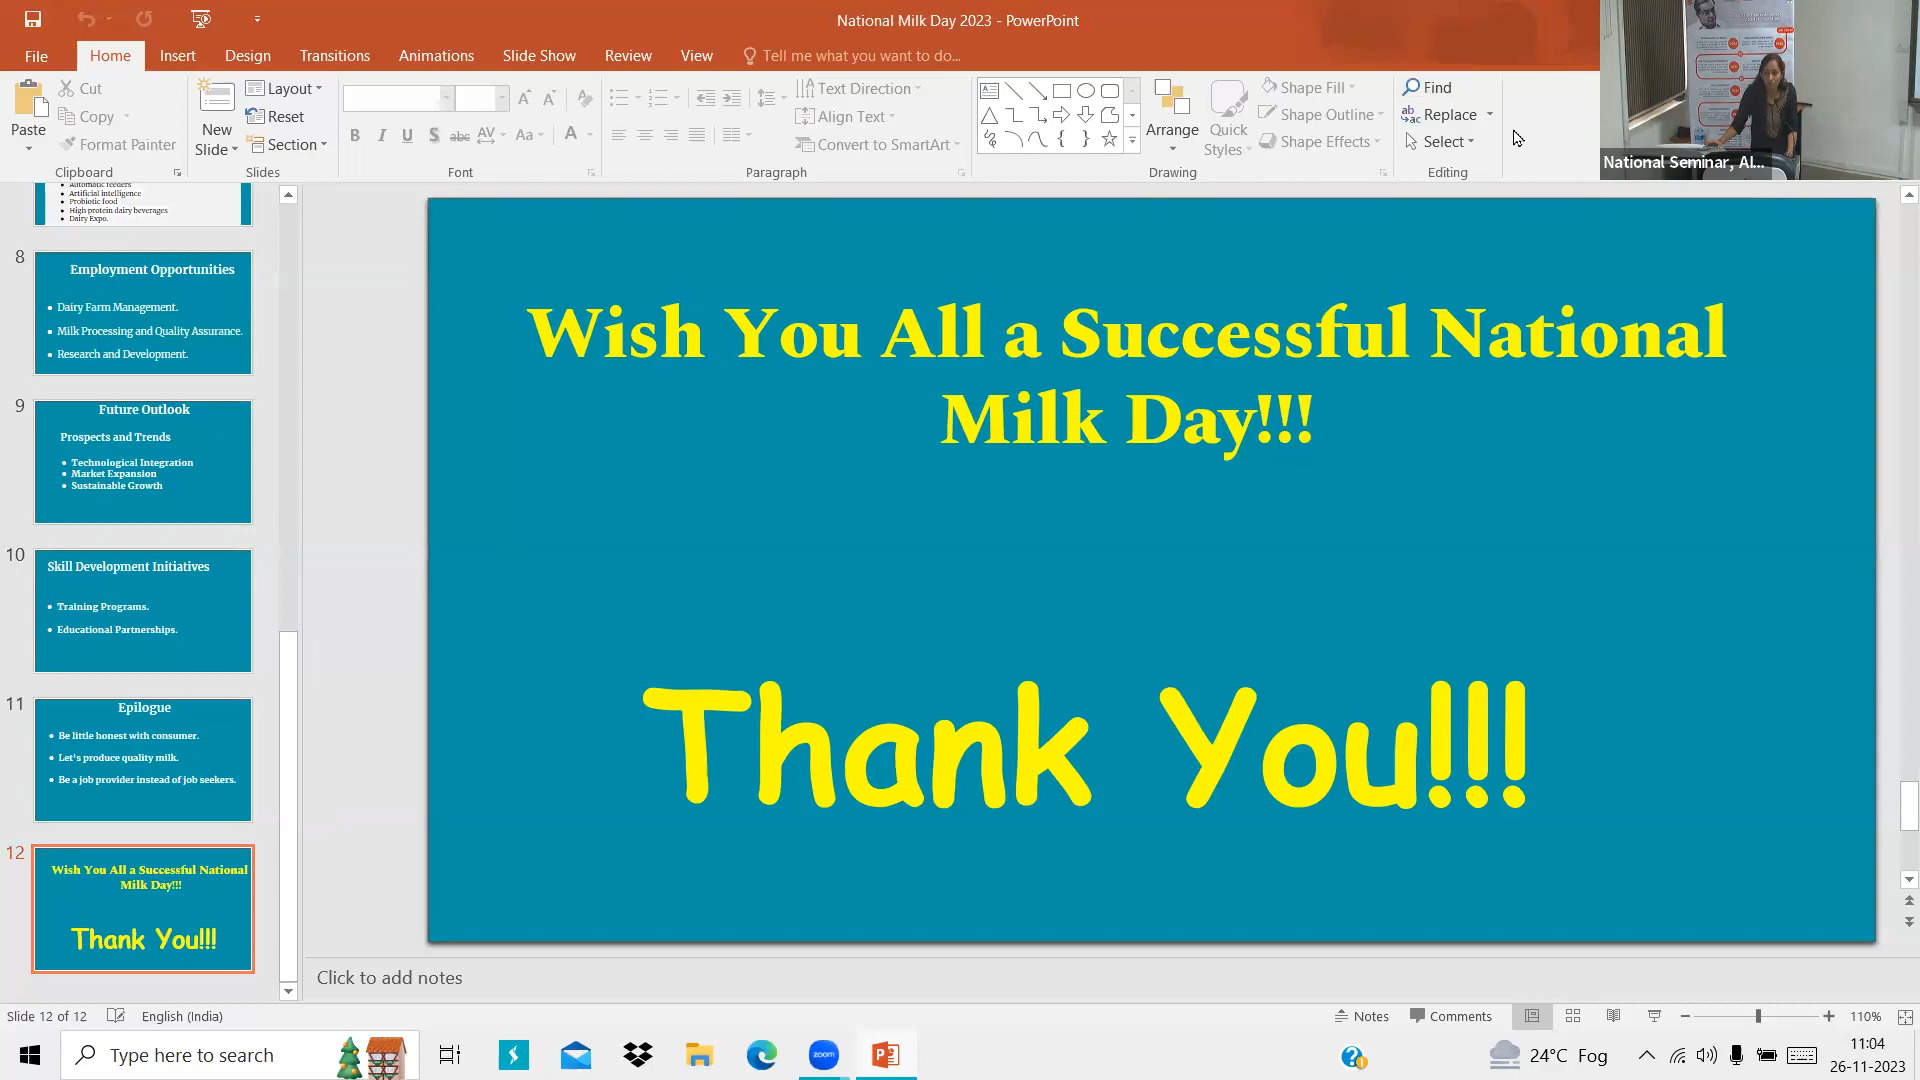 National Milk Day 2023 - PowerPoint
File Home Insert Design Transitions Animations Slide Show Review View Tell me what you want to do...
Paste
Cut
Copy
Format Painter
Clipboard
New
Slide
Layout
Reset
Section
Slides
Font
Text Direction
Align Text
Convert to SmartArt
Paragraph
Arrange
Quick
Styles
Shape Fill
Shape Outline
Shape Effects
Drawing
Find
Replace
Select
Editing
National Seminar, AI...
Automatic feeders
Artificial intelligence
Probiotic food
High protein dairy beverages
Dairy Expo.
8
Employment Opportunities
Dairy Farm Management.
Milk Processing and Quality Assurance.
Research and Development.
9
Future Outlook
Prospects and Trends
Technological Integration
Market Expansion
Sustainable Growth
10
Skill Development Initiatives
Training Programs.
Educational Partnerships.
11
Epilogue
Be little honest with consumer.
Let's produce quality milk.
Be a job provider instead of job seekers.
12
Wish You All a Successful National
Milk Day!!!
Thank You!!!
Wish You All a Successful National
Milk Day!!!
Thank You!!!
Click to add notes
Slide 12 of 12 English (India) Notes Comments 110%
Type here to search
zoom
24°C Fog
11:04
26-11-2023